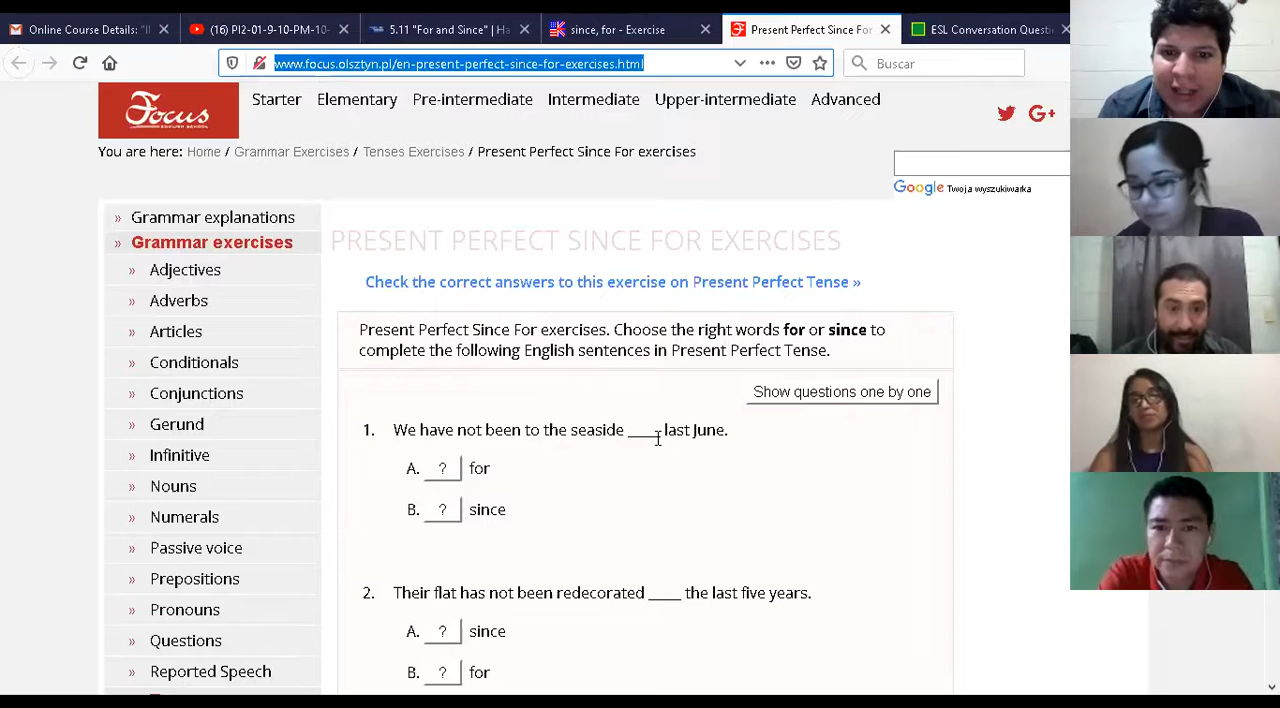 Online Course Details: "I
(16) PI2-01-9-10-PM-10-
5.11 "For and Since" | Ha
since, for - Exercise
Present Perfect Since For
ESL Conversation Questi
www.focus.olsztyn.pl/en-present-perfect-since-for-exercises.html
Buscar
Focus
ENGLISH SCHOOL
Starter Elementary Pre-intermediate Intermediate Upper-intermediate Advanced
G+
You are here: Home / Grammar Exercises / Tenses Exercises / Present Perfect Since For exercises
Google Twoja wyszukiwarka
» Grammar explanations
» Grammar exercises
» Adjectives
» Adverbs
» Articles
» Conditionals
» Conjunctions
» Gerund
» Infinitive
» Nouns
» Numerals
» Passive voice
» Prepositions
» Pronouns
» Questions
» Reported Speech
PRESENT PERFECT SINCE FOR EXERCISES
Check the correct answers to this exercise on Present Perfect Tense »
Present Perfect Since For exercises. Choose the right words for or since to
complete the following English sentences in Present Perfect Tense.
Show questions one by one
1. We have not been to the seaside ____ last June.
A. ? for
B. ? since
2. Their flat has not been redecorated ____ the last five years.
A. ? since
B. ? for